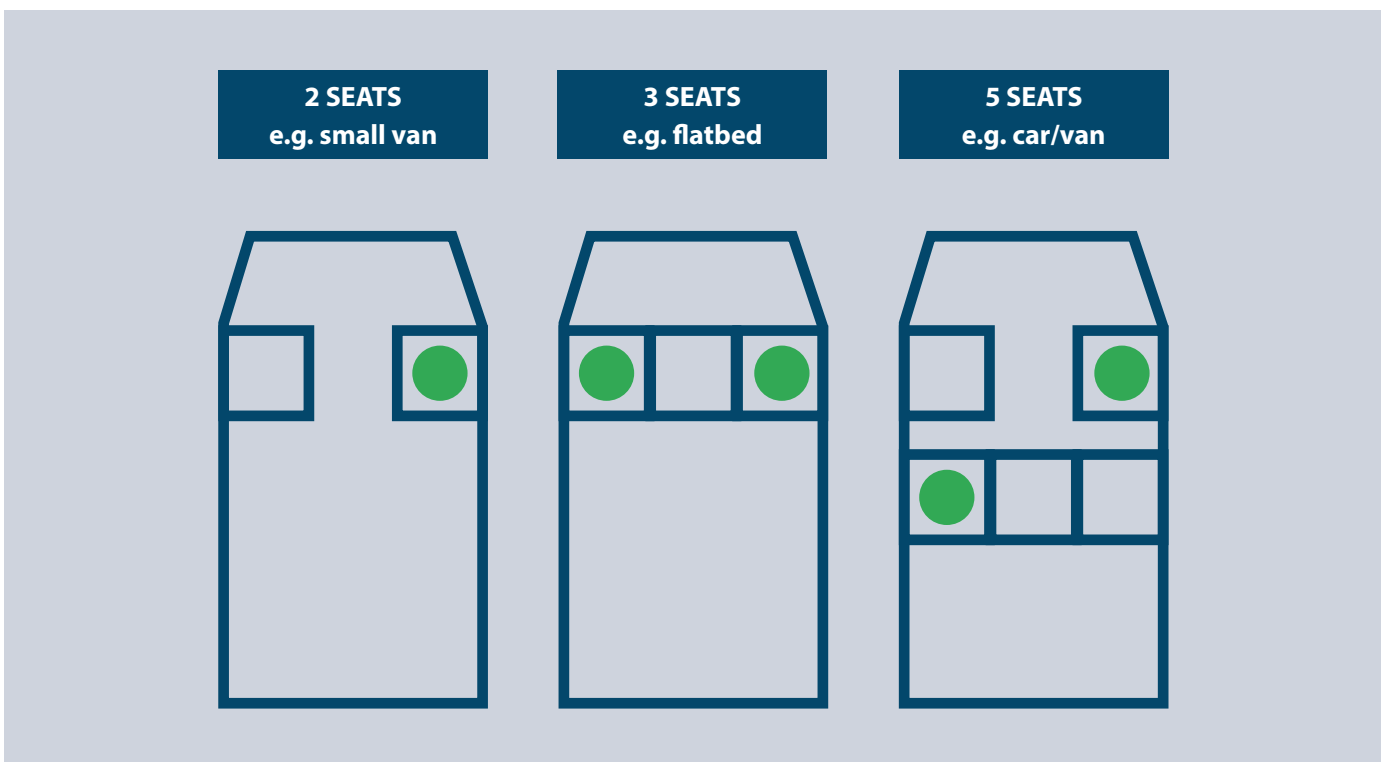 2 SEATS
e.g. small van
3 SEATS
e.g. flatbed
5 SEATS
e.g. car/van